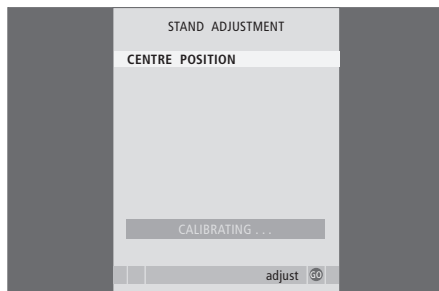 STAND ADJUSTMENT
CENTRE POSITION
CALIBRATING . . .
adjust GO